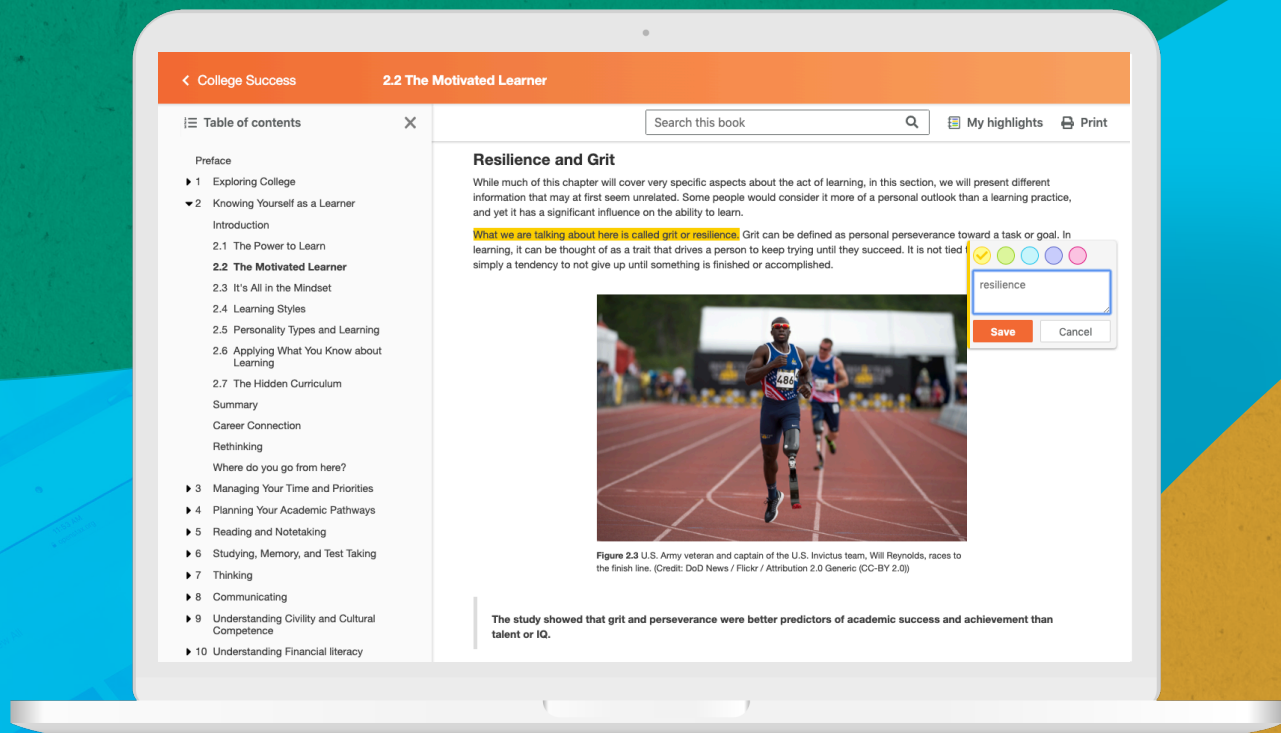 College Success
2.2 The Motivated Learner
Table of contents
Search this book
My highlights
Print
Preface
1 Exploring College
2 Knowing Yourself as a Learner
Introduction
2.1 The Power to Learn
2.2 The Motivated Learner
2.3 It's All in the Mindset
2.4 Learning Styles
2.5 Personality Types and Learning
2.6 Applying What You Know about
Learning
2.7 The Hidden Curriculum
Summary
Career Connection
Rethinking
Where do you go from here?
3 Managing Your Time and Priorities
4 Planning Your Academic Pathways
5 Reading and Notetaking
6 Studying, Memory, and Test Taking
7 Thinking
8 Communicating
9 Understanding Civility and Cultural
Competence
10 Understanding Financial literacy
Resilience and Grit
While much of this chapter will cover very specific aspects about the act of learning, in this section, we will present different
information that may at first seem unrelated. Some people would consider it more of a personal outlook than a learning practice,
and yet it has a significant influence on the ability to learn.
What we are talking about here is called grit or resilience. Grit can be defined as personal perseverance toward a task or goal. In
learning, it can be thought of as a trait that drives a person to keep trying until they succeed. It is not tied
simply a tendency to not give up until something is finished or accomplished.
resilience
Save
Cancel
486
Figure 2.3 U.S. Army veteran and captain of the U.S. Invictus team, Will Reynolds, races to
the finish line. (Credit: DoD News / Flickr / Attribution 2.0 Generic (CC-BY 2.0))
The study showed that grit and perseverance were better predictors of academic success and achievement than
talent or IQ.